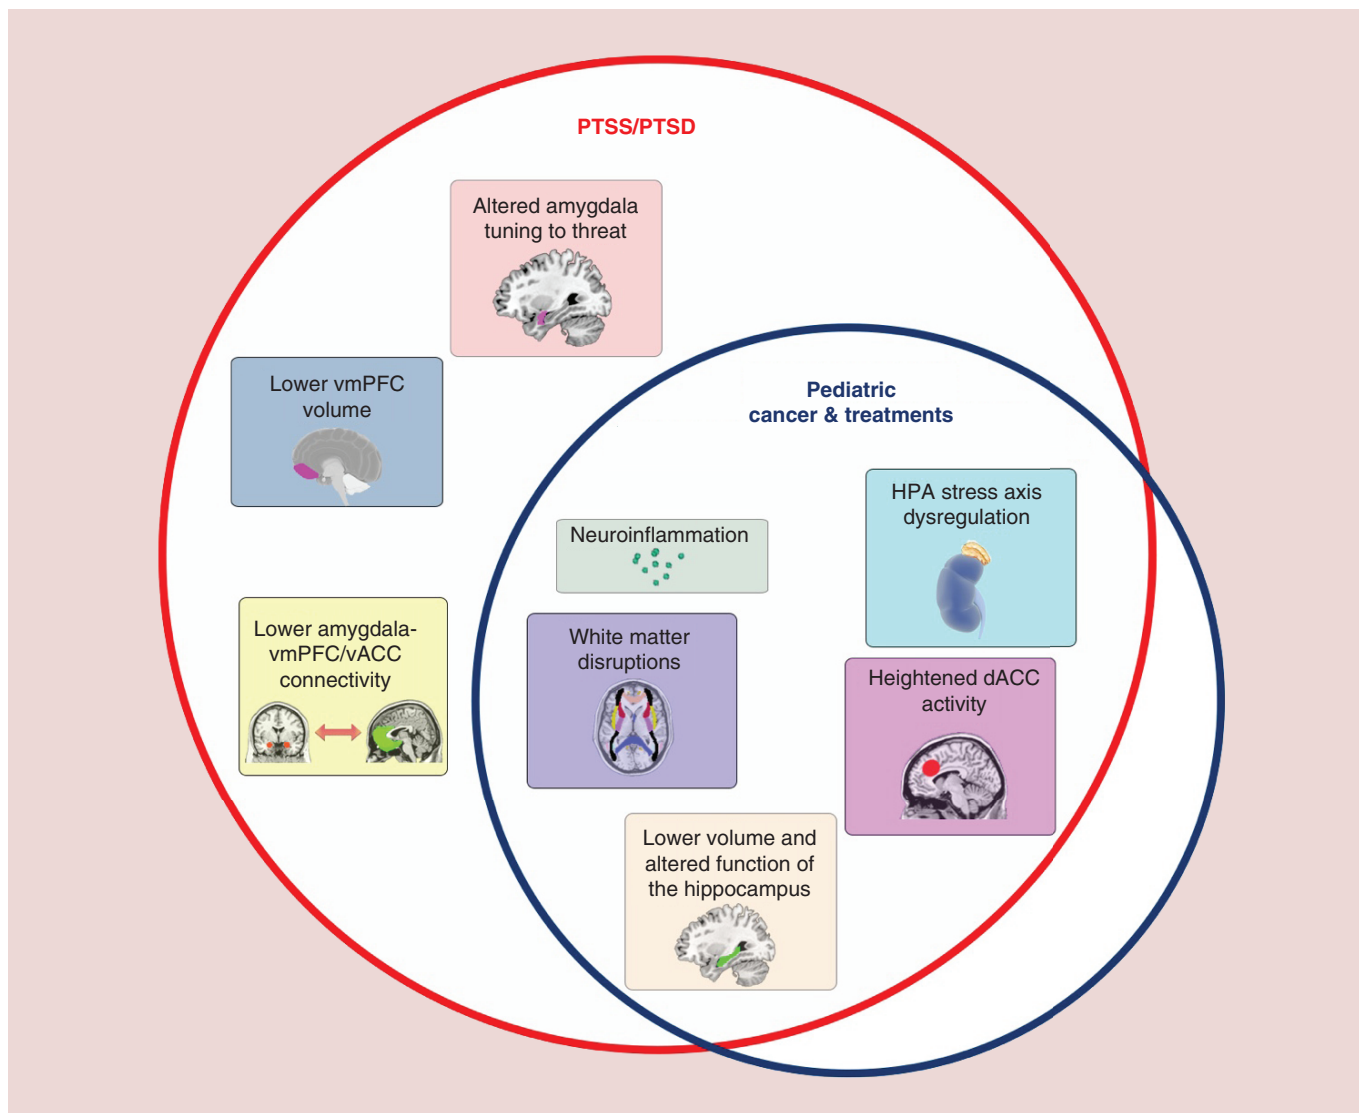 PTSS/PTSD
Altered amygdala
tuning to threat
Lower vmPFC
volume
Pediatric
cancer & treatments
HPA stress axis
dysregulation
Neuroinflammation
Lower amygdala-
vmPFC/vACC
connectivity
White matter
disruptions
Heightened dACC
activity
Lower volume and
altered function of
the hippocampus